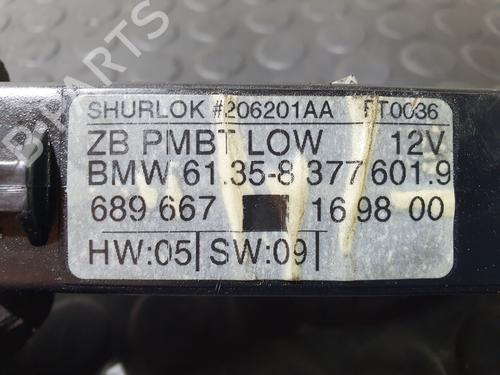 SHURLOK #206201AA FT0036
ZB PMBT LOW 12V
BMW 61.35-8 377 601.9
689 667 16 98 00
HW:05 SW:09
B-PARTS